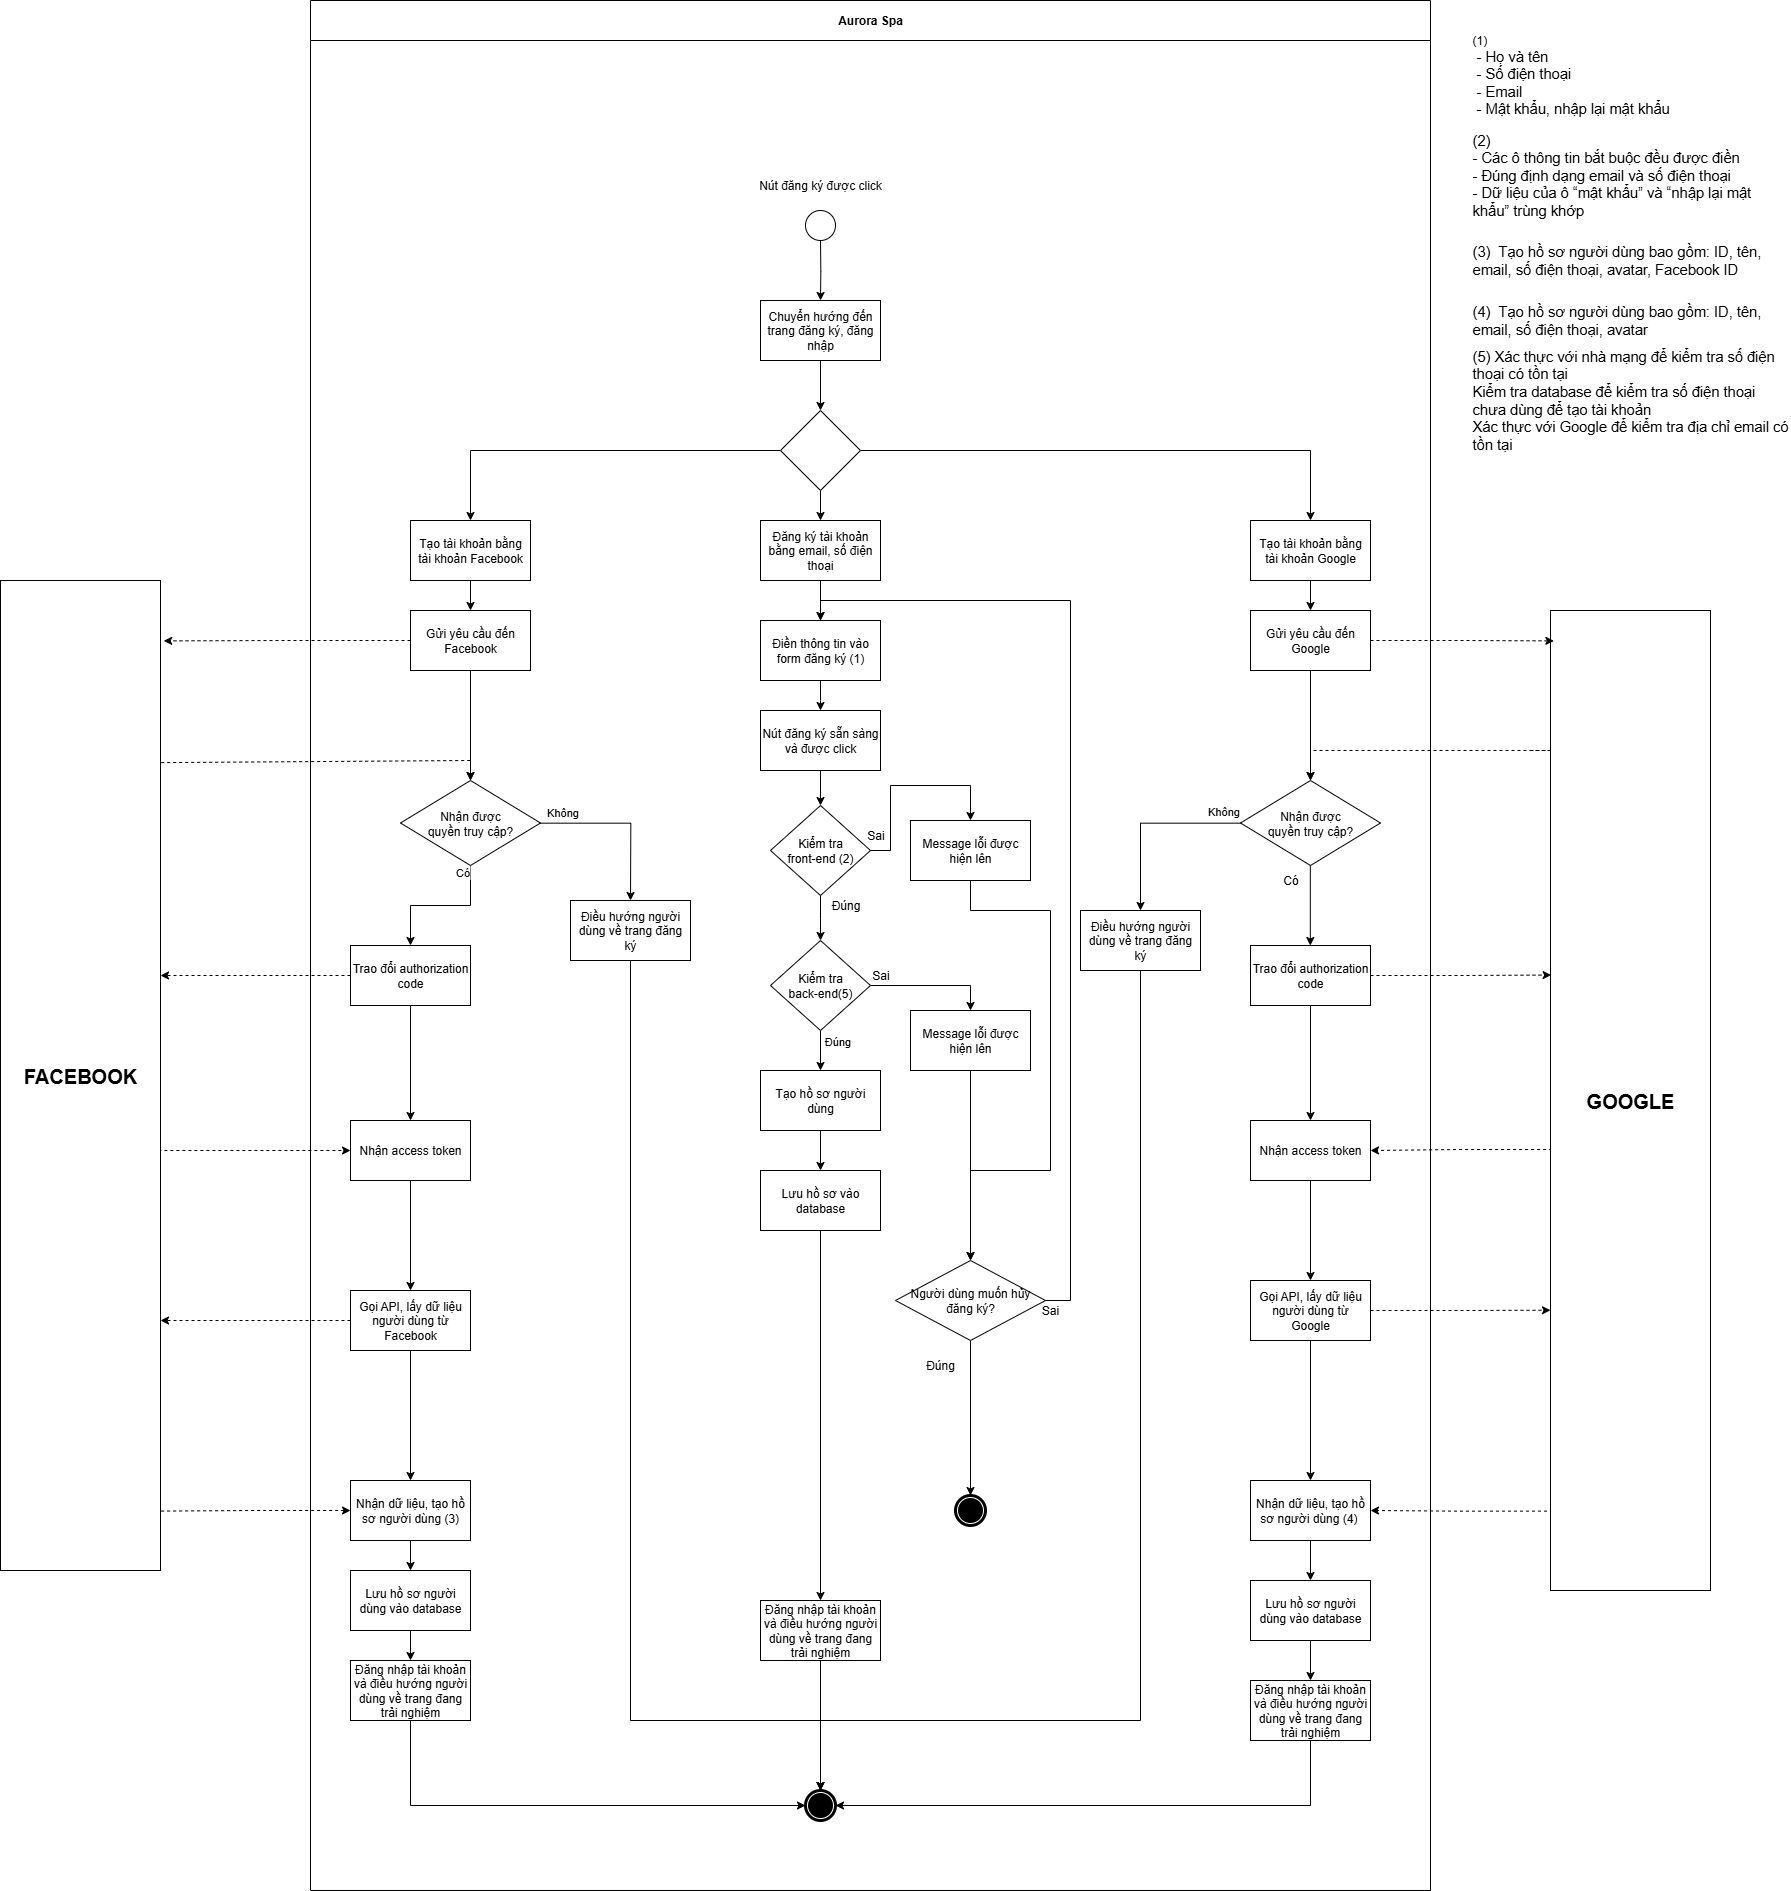 Aurora Spa
(1)
- Họ và tên
- Số điện thoại
- Email
- Mật khẩu, nhập lại mật khẩu
(2)
- Các ô thông tin bắt buộc đều được điền
- Đúng định dạng email và số điện thoại
- Dữ liệu của ô “mật khẩu” và “nhập lại mật
khẩu” trùng khớp
(3) Tạo hồ sơ người dùng bao gồm: ID, tên,
email, số điện thoại, avatar, Facebook ID
(4) Tạo hồ sơ người dùng bao gồm: ID, tên,
email, số điện thoại, avatar
(5) Xác thực với nhà mạng để kiểm tra số điện
thoại có tồn tại
Kiểm tra database để kiểm tra số điện thoại
chưa dùng để tạo tài khoản
Xác thực với Google để kiểm tra địa chỉ email có
tồn tại
Nút đăng ký được click
Chuyển hướng đến
trang đăng ký, đăng
nhập
Tạo tài khoản bằng
tài khoản Facebook
Đăng ký tài khoản
bằng email, số điện
thoại
Tạo tài khoản bằng
tài khoản Google
Gửi yêu cầu đến
Facebook
Điền thông tin vào
form đăng ký (1)
Gửi yêu cầu đến
Google
Nút đăng ký sẵn sàng
và được click
Nhận được
quyền truy cập?
Không
Có
Kiểm tra
front-end (2)
Sai
Đúng
Message lỗi được
hiện lên
Nhận được
quyền truy cập?
Không
Có
Điều hướng người
dùng về trang đăng
ký
Điều hướng người
dùng về trang đăng
ký
Trao đổi authorization
code
Kiểm tra
back-end(5)
Sai
Đúng
Message lỗi được
hiện lên
Trao đổi authorization
code
FACEBOOK
GOOGLE
Tạo hồ sơ người
dùng
Nhận access token
Nhận access token
Lưu hồ sơ vào
database
Gọi API, lấy dữ liệu
người dùng từ
Facebook
Người dùng muốn hủy
đăng ký?
Sai
Đúng
Gọi API, lấy dữ liệu
người dùng từ
Google
Nhận dữ liệu, tạo hồ
sơ người dùng (3)
Nhận dữ liệu, tạo hồ
sơ người dùng (4)
Lưu hồ sơ người
dùng vào database
Lưu hồ sơ người
dùng vào database
Đăng nhập tài khoản
và điều hướng người
dùng về trang đang
trải nghiệm
Đăng nhập tài khoản
và điều hướng người
dùng về trang đang
trải nghiệm
Đăng nhập tài khoản
và điều hướng người
dùng về trang đang
trải nghiệm